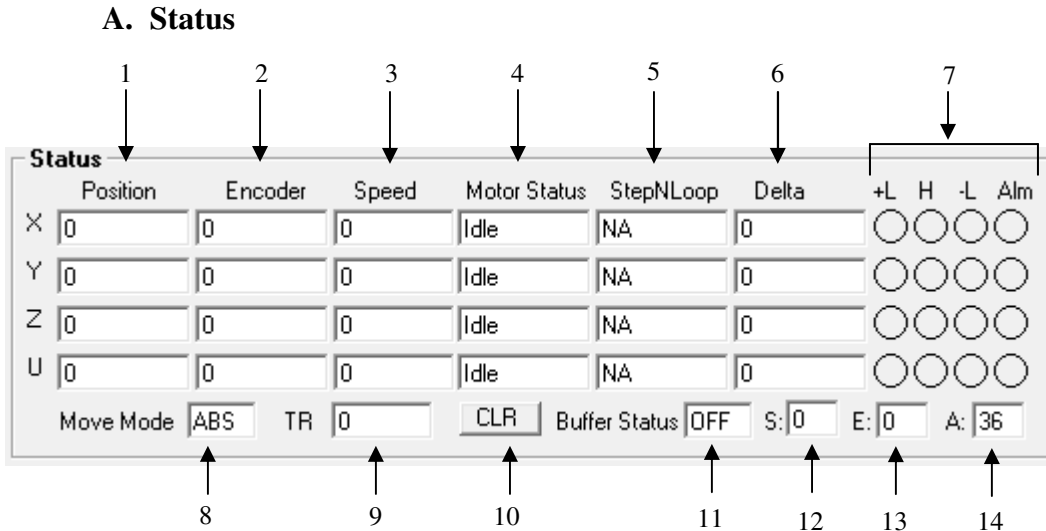 A. Status
1 2 3 4 5 6 7
Status
Position Encoder Speed Motor Status StepNLoop Delta +L H -L Alm
X 0 0 0 Idle NA 0
Y 0 0 0 Idle NA 0
Z 0 0 0 Idle NA 0
U 0 0 0 Idle NA 0
Move Mode ABS TR 0 CLR Buffer Status OFF S: 0 E: 0 A: 36
8 9 10 11 12 13 14